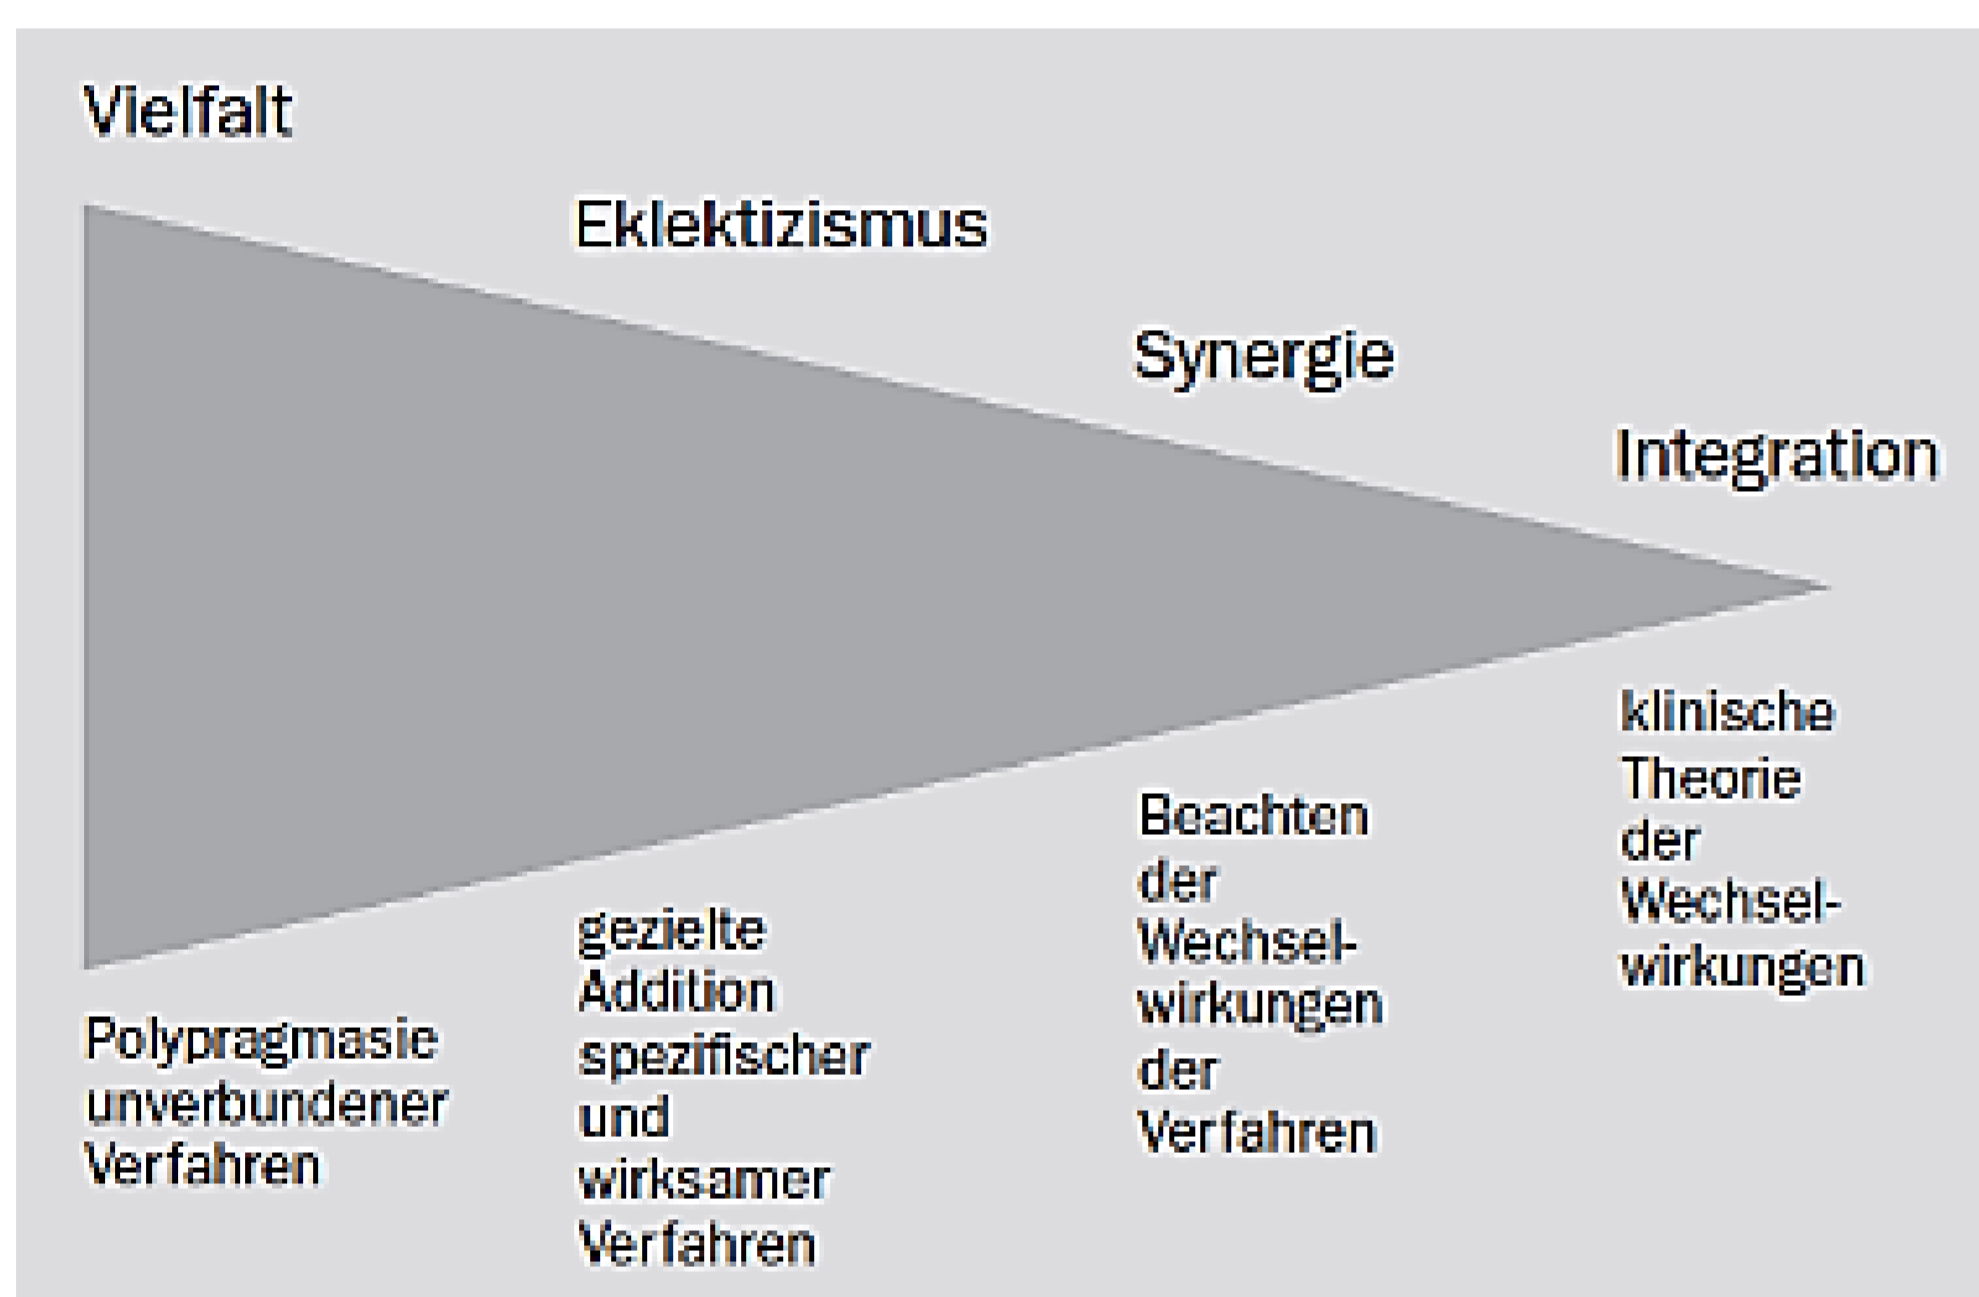 Vielfalt
Eklektizismus
Synergie
Integration
Polypragmasie
unverbundener
Verfahren
gezielte
Addition
spezifischer
und
wirksamer
Verfahren
Beachten
der
Wechsel-
wirkungen
der
Verfahren
klinische
Theorie
der
Wechsel-
wirkungen